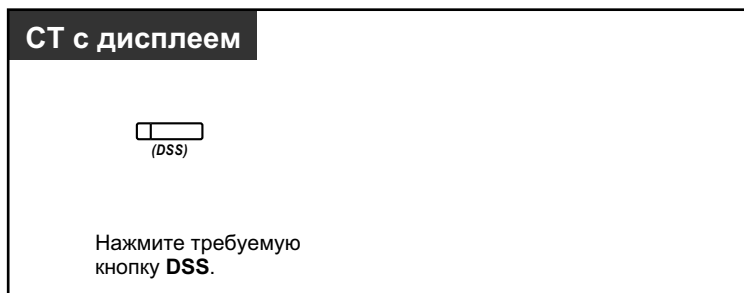 СТ с дисплеем
(DSS)
Нажмите требуемую
кнопку DSS.